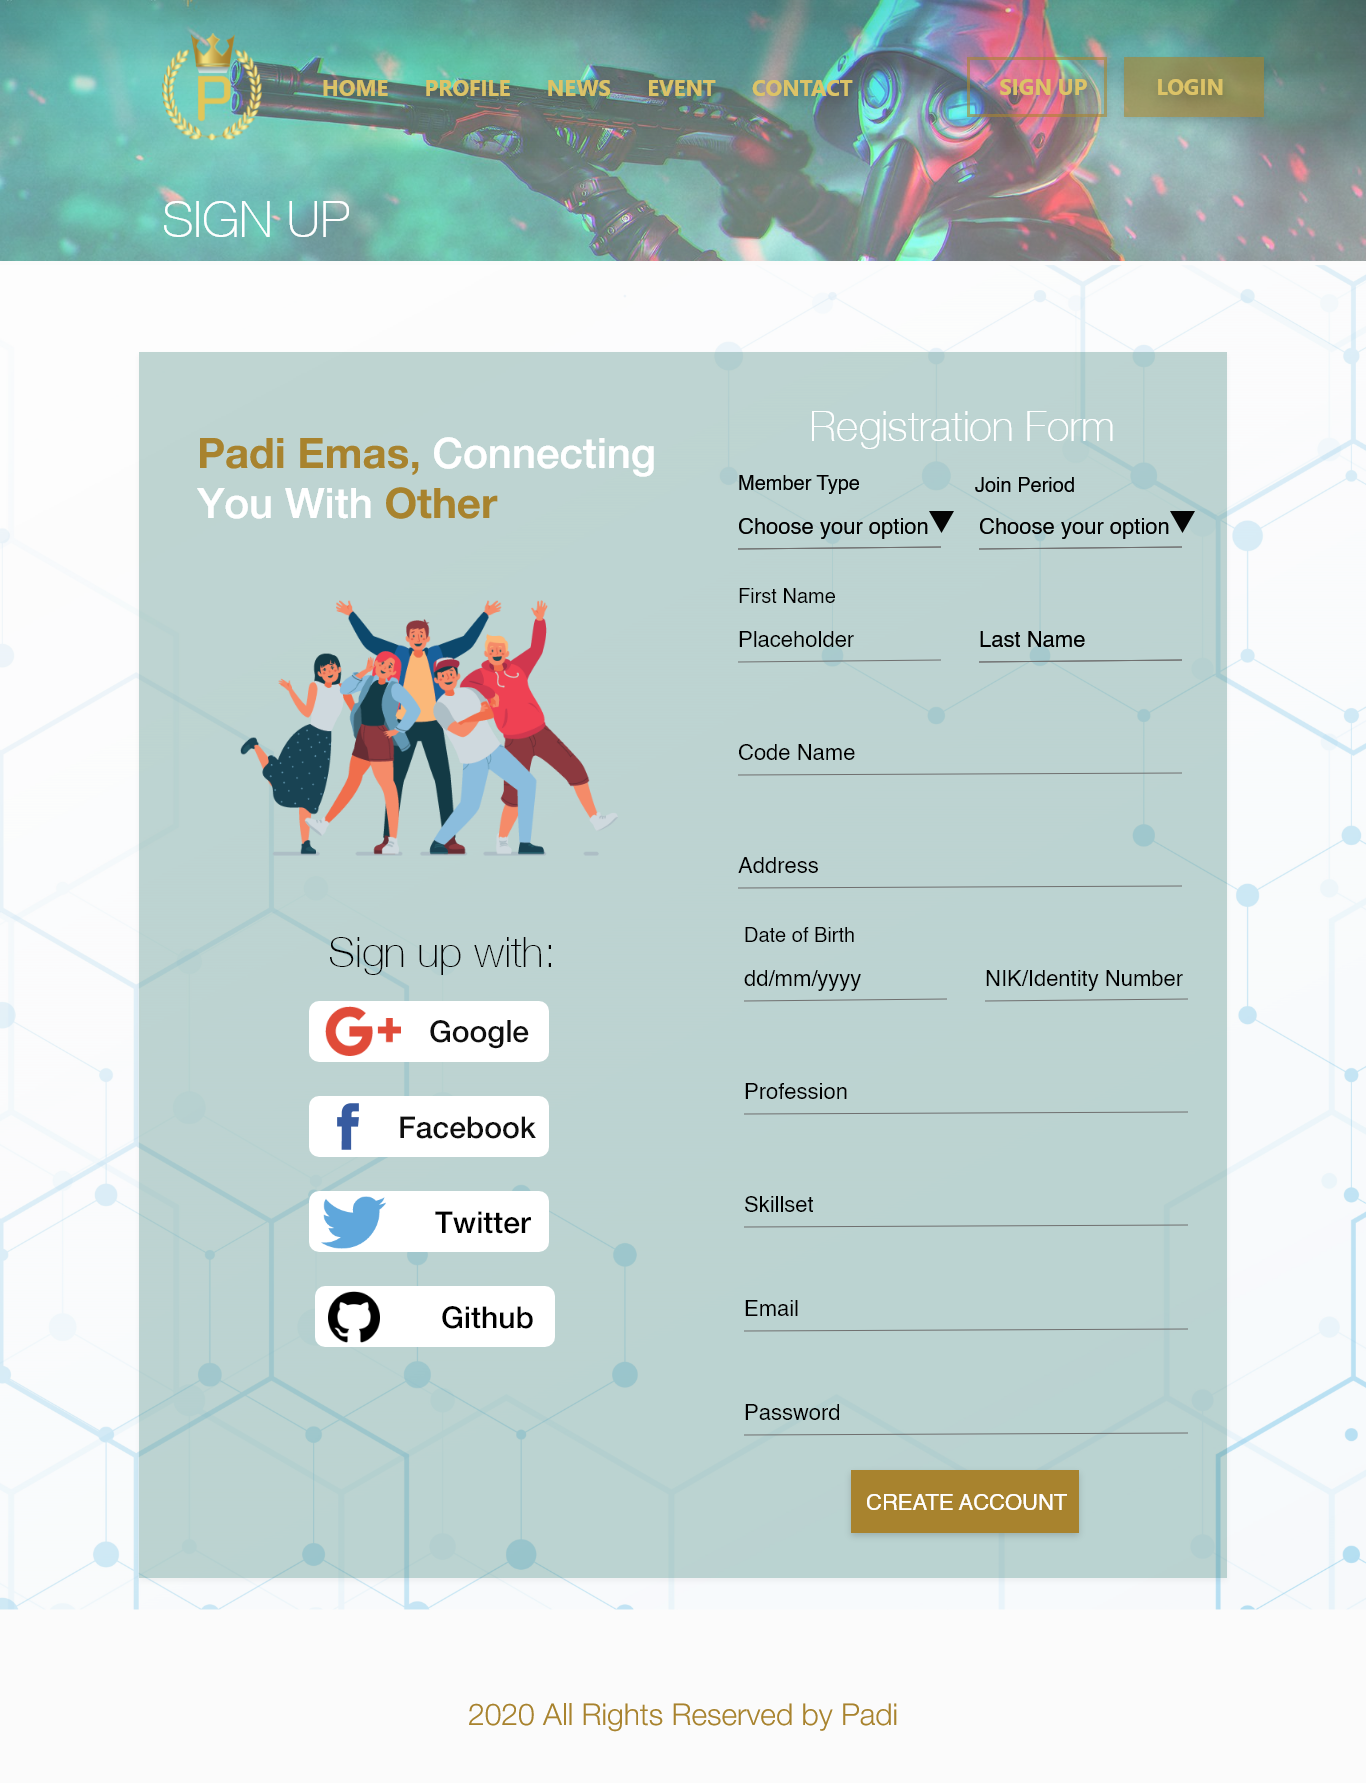 P
HOME PROFILE NEWS EVENT CONTACT SIGN UP LOGIN
SIGN UP
Padi Emas, Connecting
You With Other
Sign up with:
G+ Google
f Facebook
Twitter
Github
Registration Form
Member Type Join Period
Choose your option Choose your option
First Name
Placeholder Last Name
Code Name
Address
Date of Birth
dd/mm/yyyy NIK/Identity Number
Profession
Skillset
Email
Password
CREATE ACCOUNT
2020 All Rights Reserved by Padi